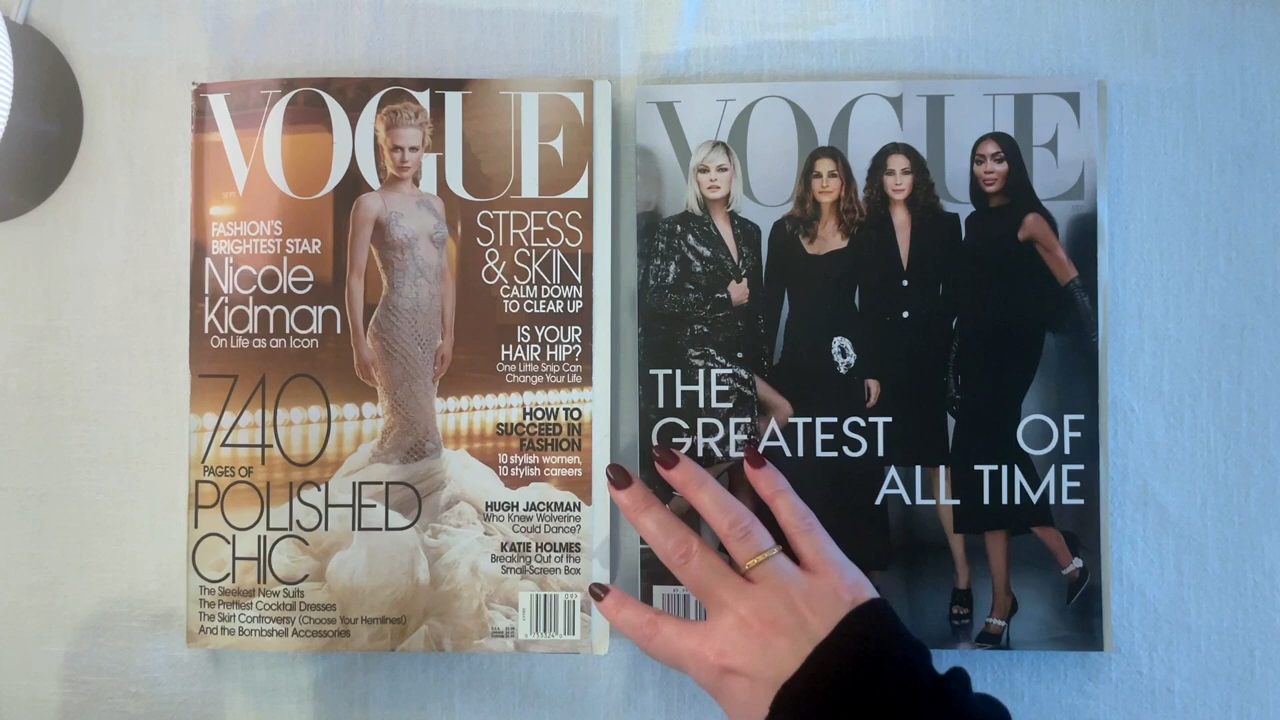 VOGUE
SEPT
FASHION'S
BRIGHTEST STAR
Nicole
Kidman
On Life as an Icon
STRESS
& SKIN
CALM DOWN
TO CLEAR UP
IS YOUR
HAIR HIP?
One Little Snip Can
Change Your Life
740
PAGES OF
POLISHED
CHIC
The Sleekest New Suits
The Prettiest Cocktail Dresses
The Skirt Controversy (Choose Your Hemlines!)
And the Bombshell Accessories
HOW TO
SUCCEED IN
FASHION
10 stylish women,
10 stylish careers
HUGH JACKMAN
Who Knew Wolverine
Could Dance?
KATIE HOLMES
Breaking Out of the
Small-Screen Box
09>
VOGUE
THE
GREATEST OF
ALL TIME